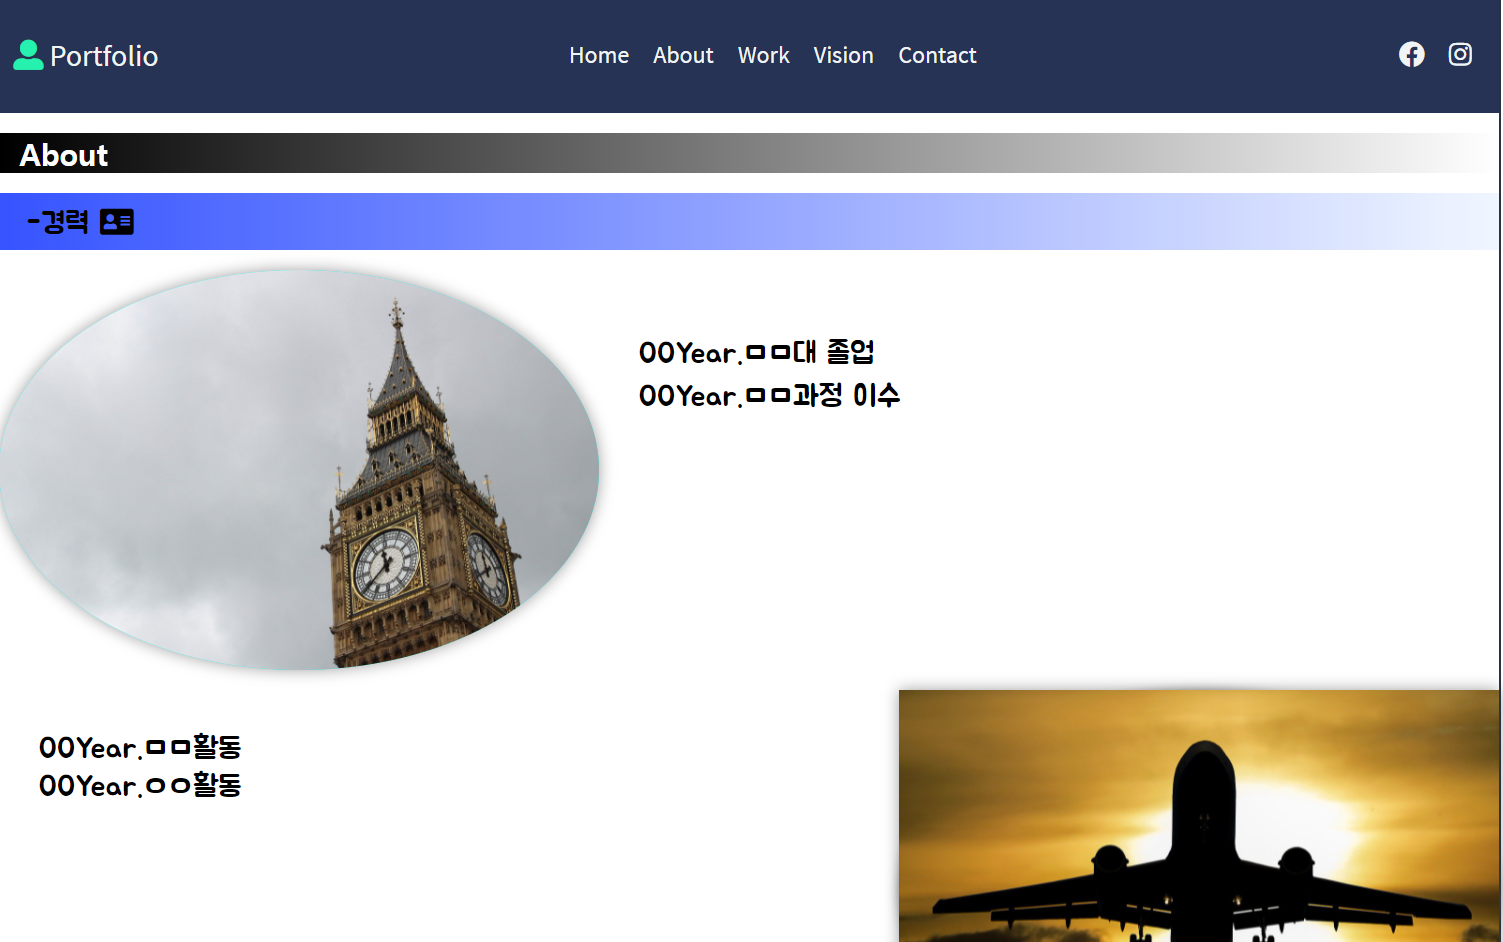 Portfolio
Home About Work Vision Contact
About
-경력
00Year.ㅁㅁ대 졸업
00Year.ㅁㅁ과정 이수
00Year.ㅁㅁ활동
00Year.ㅇㅇ활동